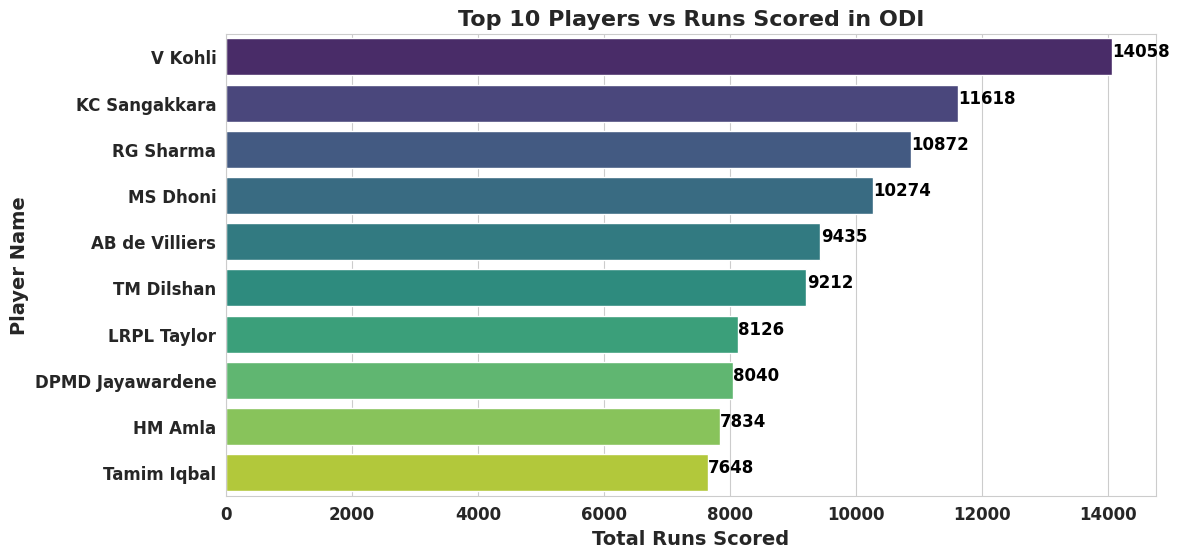 Top 10 Players vs Runs Scored in ODI
Player Name
V Kohli 14058
KC Sangakkara 11618
RG Sharma 10872
MS Dhoni 10274
AB de Villiers 9435
TM Dilshan 9212
LRPL Taylor 8126
DPMD Jayawardene 8040
HM Amla 7834
Tamim Iqbal 7648
0 2000 4000 6000 8000 10000 12000 14000
Total Runs Scored